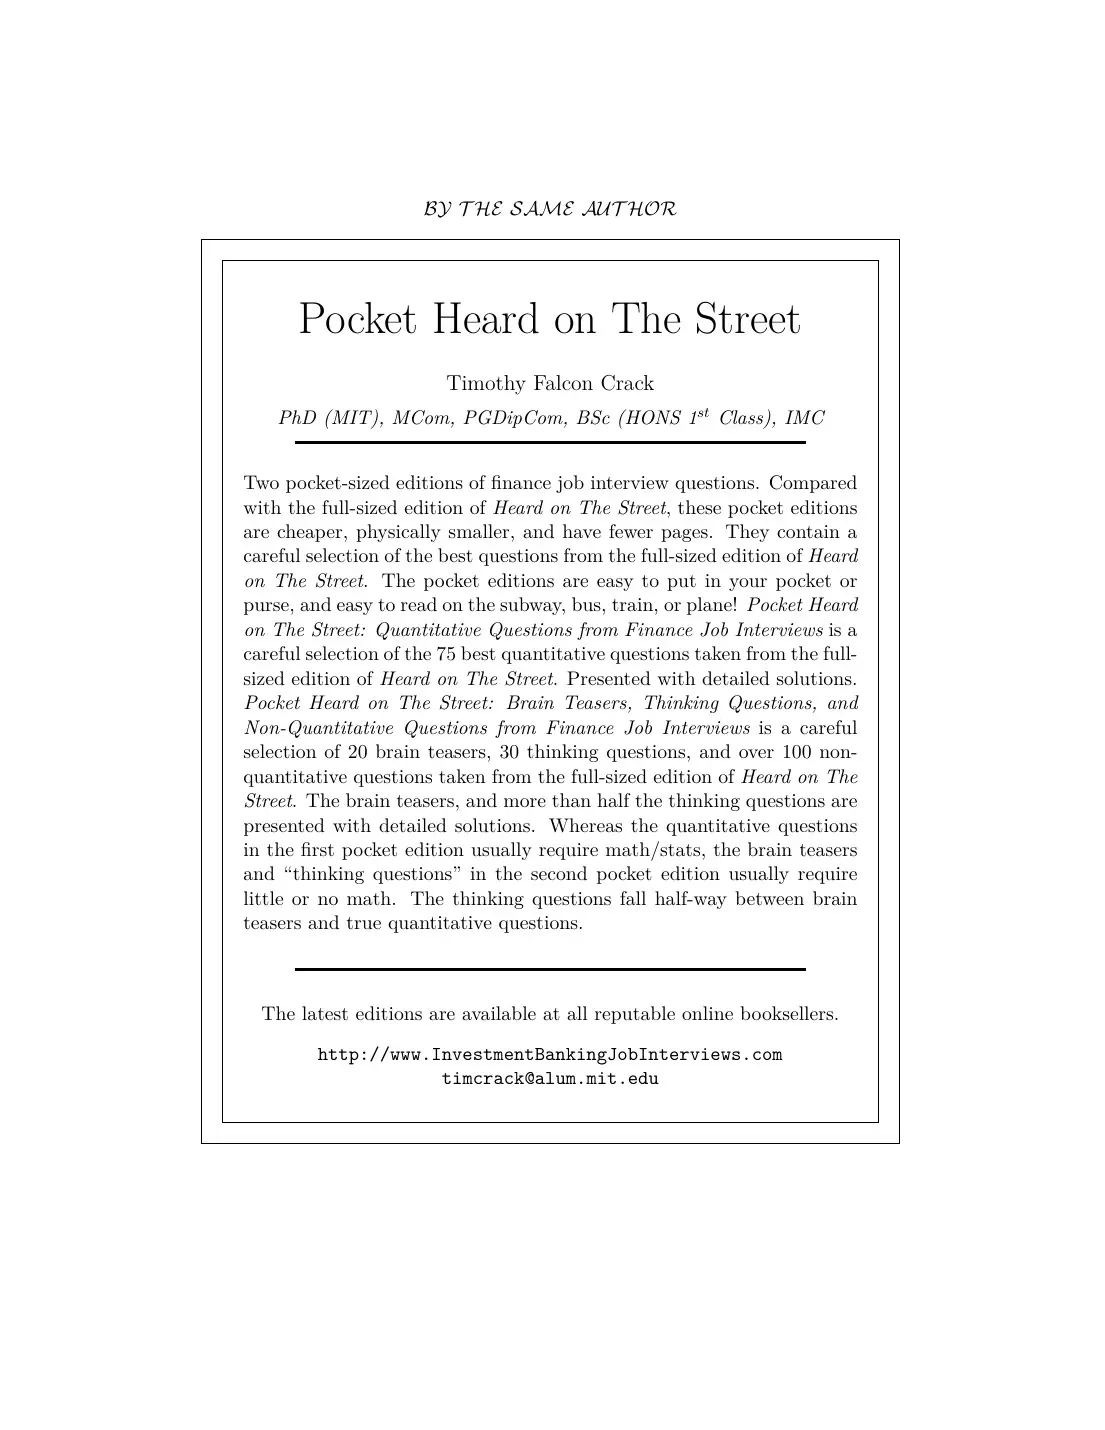 BY THE SAME AUTHOR
Pocket Heard on The Street
Timothy Falcon Crack
PhD (MIT), MCom, PGDipCom, BSc (HONS 1st Class), IMC
Two pocket-sized editions of finance job interview questions. Compared
with the full-sized edition of Heard on The Street, these pocket editions
are cheaper, physically smaller, and have fewer pages. They contain a
careful selection of the best questions from the full-sized edition of Heard
on The Street. The pocket editions are easy to put in your pocket or
purse, and easy to read on the subway, bus, train, or plane! Pocket Heard
on The Street: Quantitative Questions from Finance Job Interviews is a
careful selection of the 75 best quantitative questions taken from the full-
sized edition of Heard on The Street. Presented with detailed solutions.
Pocket Heard on The Street: Brain Teasers, Thinking Questions, and
Non-Quantitative Questions from Finance Job Interviews is a careful
selection of 20 brain teasers, 30 thinking questions, and over 100 non-
quantitative questions taken from the full-sized edition of Heard on The
Street. The brain teasers, and more than half the thinking questions are
presented with detailed solutions. Whereas the quantitative questions
in the first pocket edition usually require math/stats, the brain teasers
and “thinking questions” in the second pocket edition usually require
little or no math. The thinking questions fall half-way between brain
teasers and true quantitative questions.
The latest editions are available at all reputable online booksellers.
http://www.InvestmentBankingJobInterviews.com
timcrack@alum.mit.edu